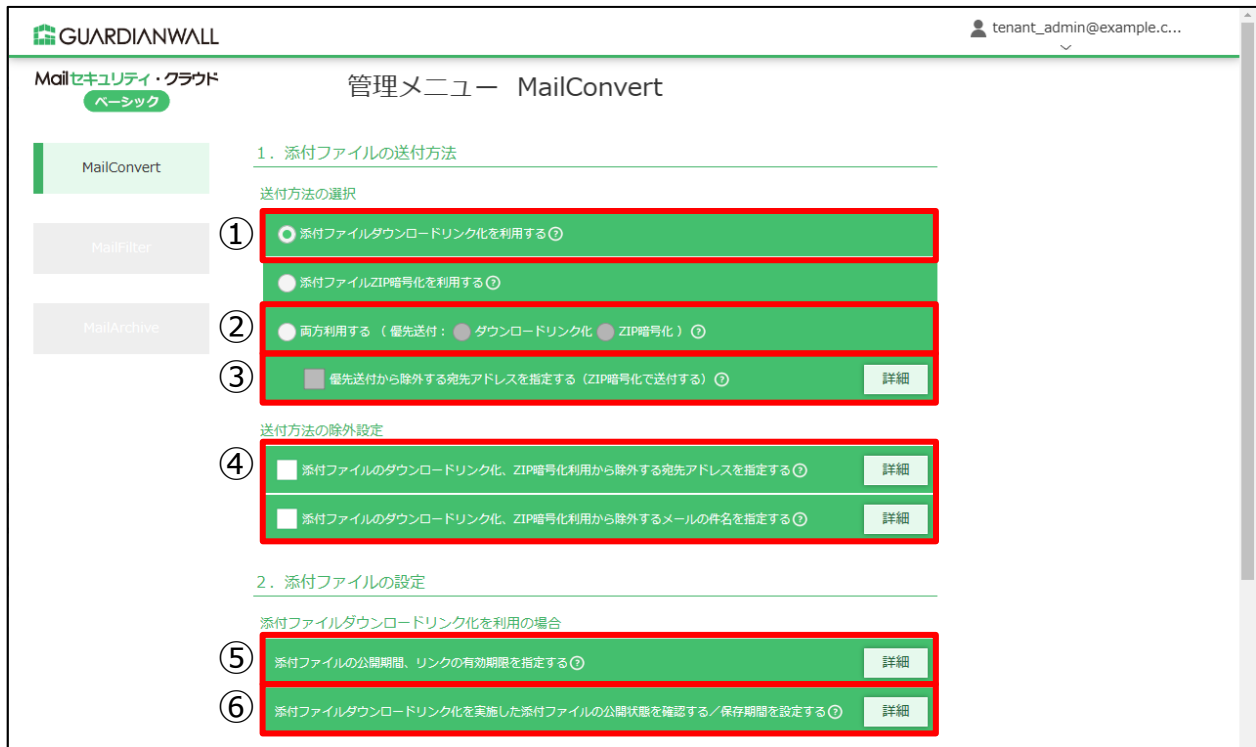 GUARDIANWALL
tenant_admin@example.c...
Mailセキュリティ・クラウド
ベーシック
管理メニュー MailConvert
MailConvert
MailFilter
MailArchive
1. 添付ファイルの送付方法
送付方法の選択
① 添付ファイルダウンロードリンク化を利用する?
添付ファイルZIP暗号化を利用する?
② 両方利用する ( 優先送付: ダウンロードリンク化 ZIP暗号化 ) ?
③ 優先送付から除外する宛先アドレスを指定する(ZIP暗号化で送付する) ? 詳細
送付方法の除外設定
④ 添付ファイルのダウンロードリンク化、ZIP暗号化利用から除外する宛先アドレスを指定する? 詳細
添付ファイルのダウンロードリンク化、ZIP暗号化利用から除外するメールの件名を指定する? 詳細
2. 添付ファイルの設定
添付ファイルダウンロードリンク化を利用の場合
⑤ 添付ファイルの公開期間、リンクの有効期限を指定する? 詳細
⑥ 添付ファイルダウンロードリンク化を実施した添付ファイルの公開状態を確認する/保存期間を設定する? 詳細